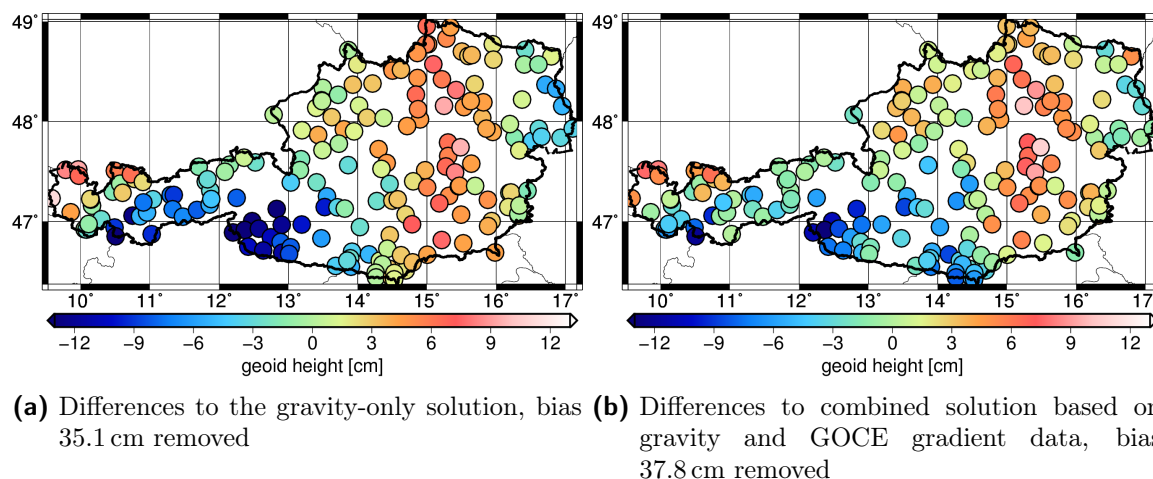 49° 48° 47°
10° 11° 12° 13° 14° 15° 16° 17°
−12 −9 −6 −3 0 3 6 9 12
geoid height [cm]
(a) Differences to the gravity-only solution, bias
35.1 cm removed
49° 48° 47°
10° 11° 12° 13° 14° 15° 16° 17
−12 −9 −6 −3 0 3 6 9 12
geoid height [cm]
(b) Differences to combined solution based on
gravity and GOCE gradient data, bias
37.8 cm removed